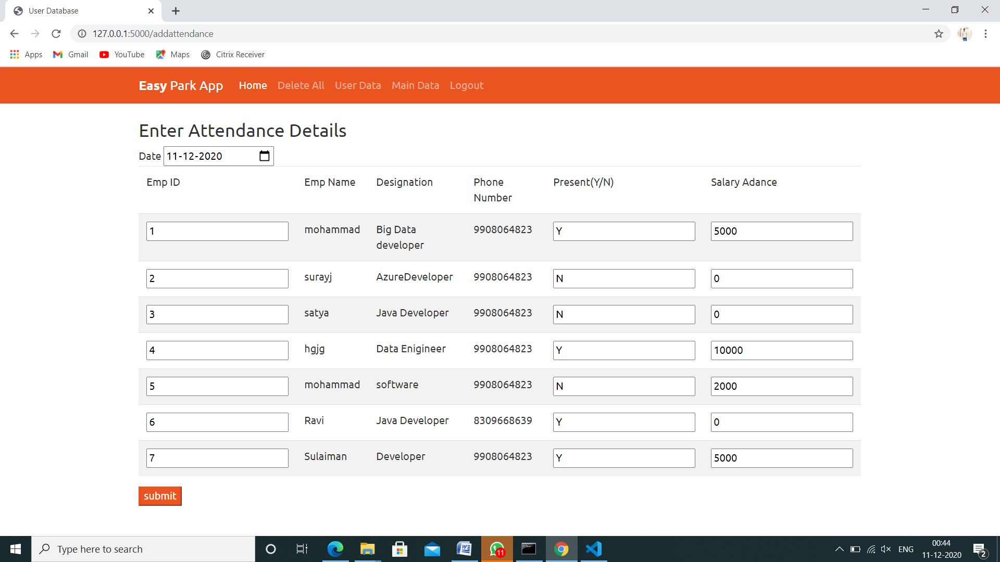 User Database
127.0.0.1:5000/addattendance
Apps Gmail YouTube Maps Citrix Receiver
Easy Park App Home Delete All User Data Main Data Logout
Enter Attendance Details
Date 11-12-2020
Emp ID Emp Name Designation Phone Number Present(Y/N) Salary Adance
1 mohammad Big Data developer 9908064823 Y 5000
2 surayj AzureDeveloper 9908064823 N 0
3 satya Java Developer 9908064823 N 0
4 hgjg Data Enigineer 9908064823 Y 10000
5 mohammad software 9908064823 N 2000
6 Ravi Java Developer 8309668639 Y 0
7 Sulaiman Developer 9908064823 Y 5000
submit
Type here to search
11
ENG
00:44
11-12-2020
2